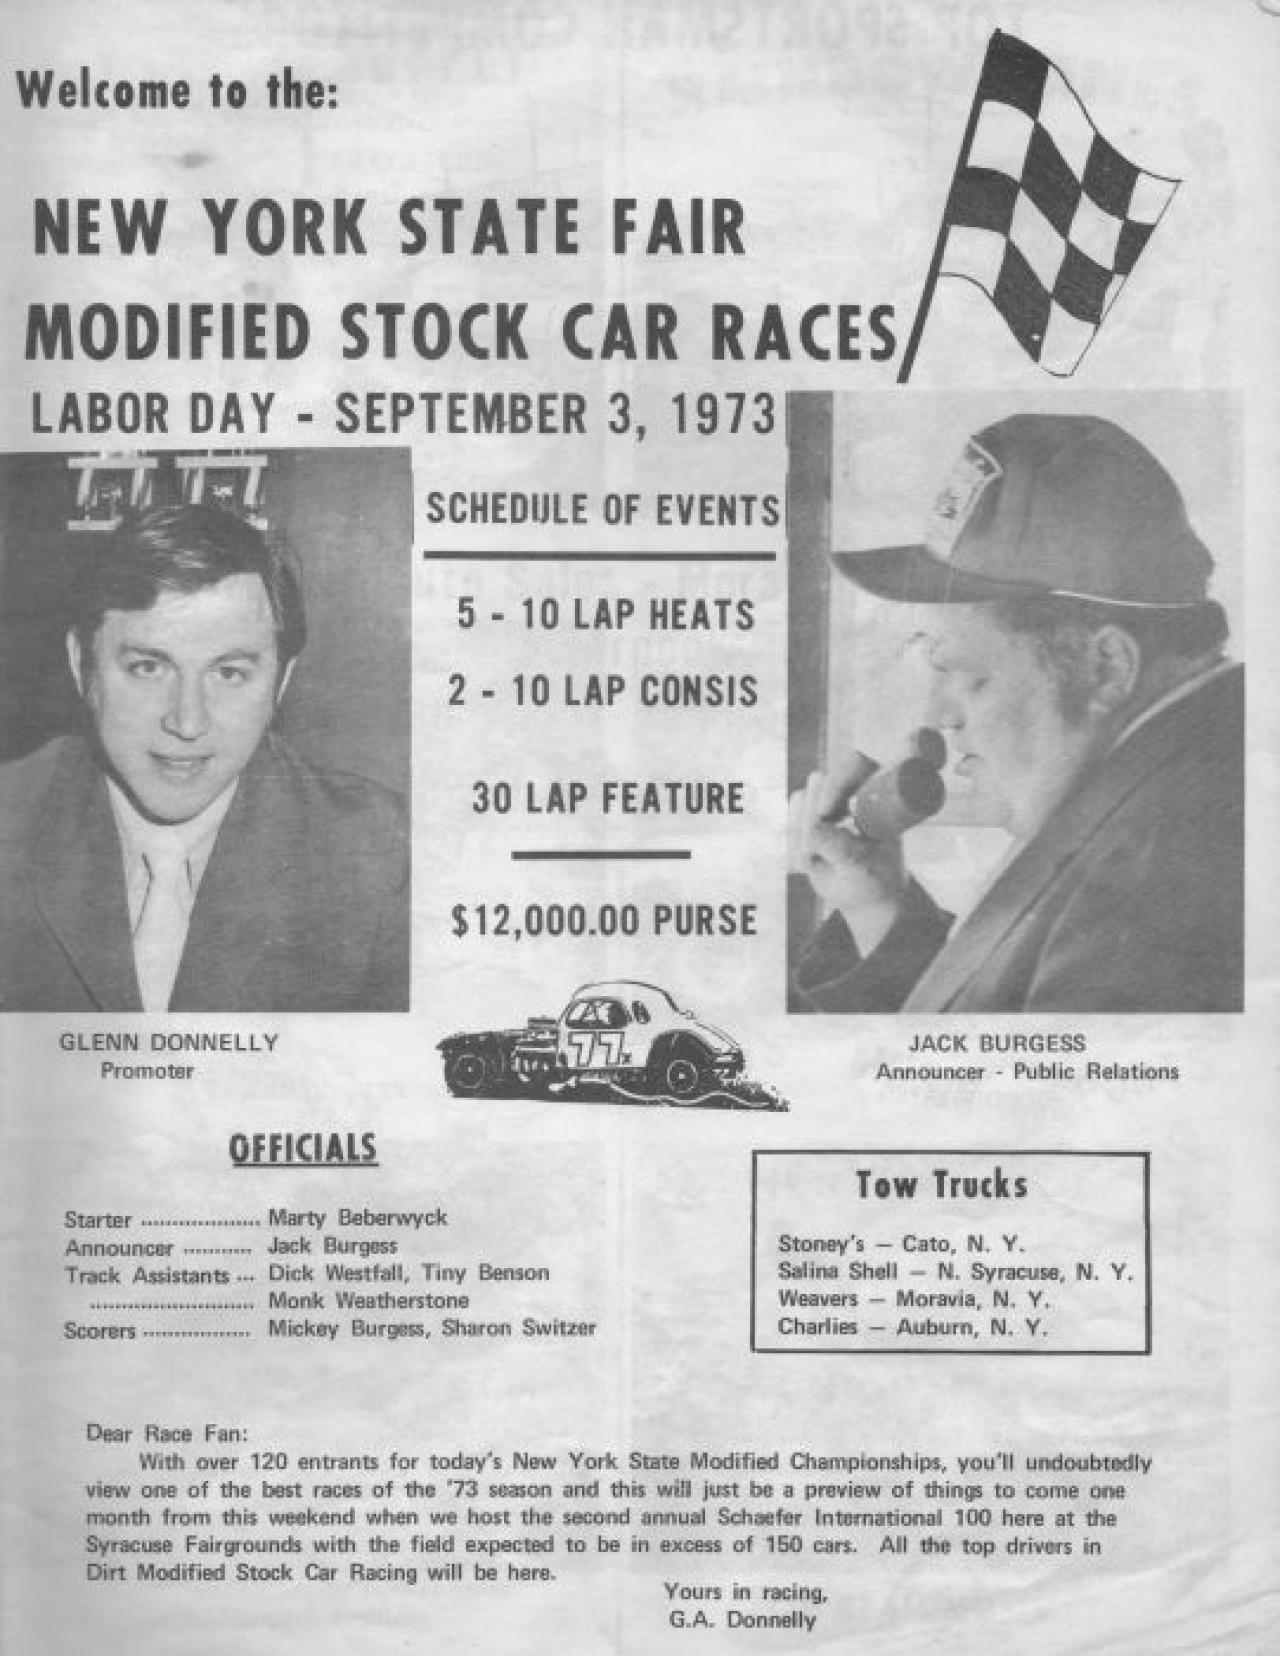 Welcome to the:
NEW YORK STATE FAIR
MODIFIED STOCK CAR RACES
LABOR DAY - SEPTEMBER 3, 1973
SCHEDULE OF EVENTS
5 - 10 LAP HEATS
2 - 10 LAP CONSIS
30 LAP FEATURE
$12,000.00 PURSE
77x
GLENN DONNELLY
Promoter
JACK BURGESS
Announcer - Public Relations
OFFICIALS
Starter .................... Marty Beberwyck
Announcer ........... Jack Burgess
Track Assistants ... Dick Westfall, Tiny Benson
........................... Monk Weatherstone
Scorers .................. Mickey Burgess, Sharon Switzer
Tow Trucks
Stoney's — Cato, N. Y.
Salina Shell — N. Syracuse, N. Y.
Weavers — Moravia, N. Y.
Charlies — Auburn, N. Y.
Dear Race Fan:
With over 120 entrants for today's New York State Modified Championships, you'll undoubtedly
view one of the best races of the '73 season and this will just be a preview of things to come one
month from this weekend when we host the second annual Schaefer International 100 here at the
Syracuse Fairgrounds with the field expected to be in excess of 150 cars. All the top drivers in
Dirt Modified Stock Car Racing will be here.
Yours in racing,
G.A. Donnelly